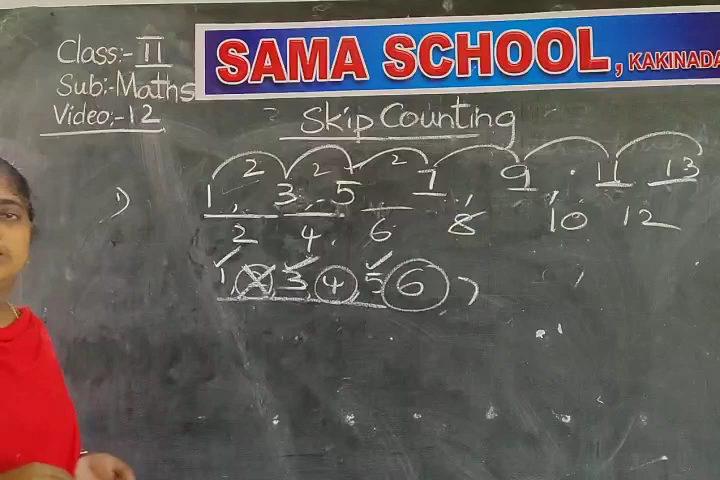 Class:- II
SAMA SCHOOL, KAKINADA
Sub:- Maths
Video:- 12
Skip Counting
2 2 2
1) 1, 3, 5 7, 9, 11 13
2 4, 6 8 10 12
1, 2, 3, 4, 5 6 )